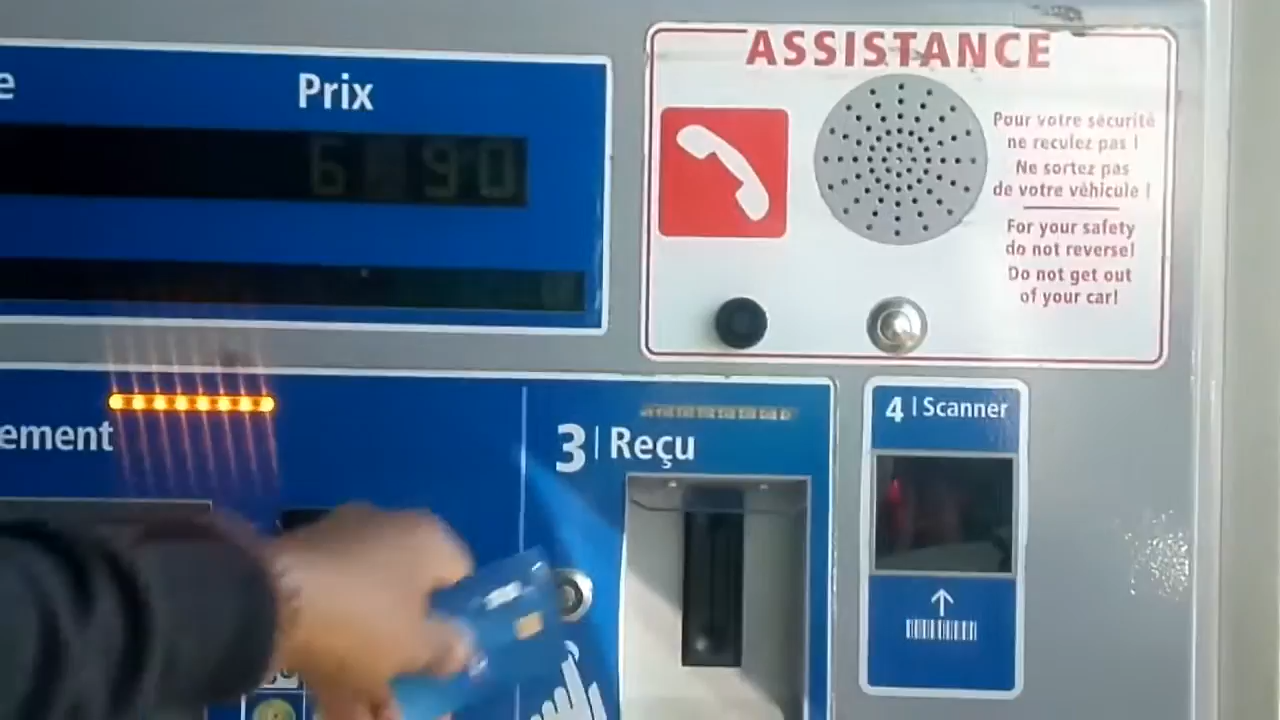 e
Prix
6 90
ASSISTANCE
Pour votre sécurité
ne reculez pas !
Ne sortez pas
de votre véhicule !
For your safety
do not reverse!
Do not get out
of your car!
ement
3 | Reçu
4 | Scanner